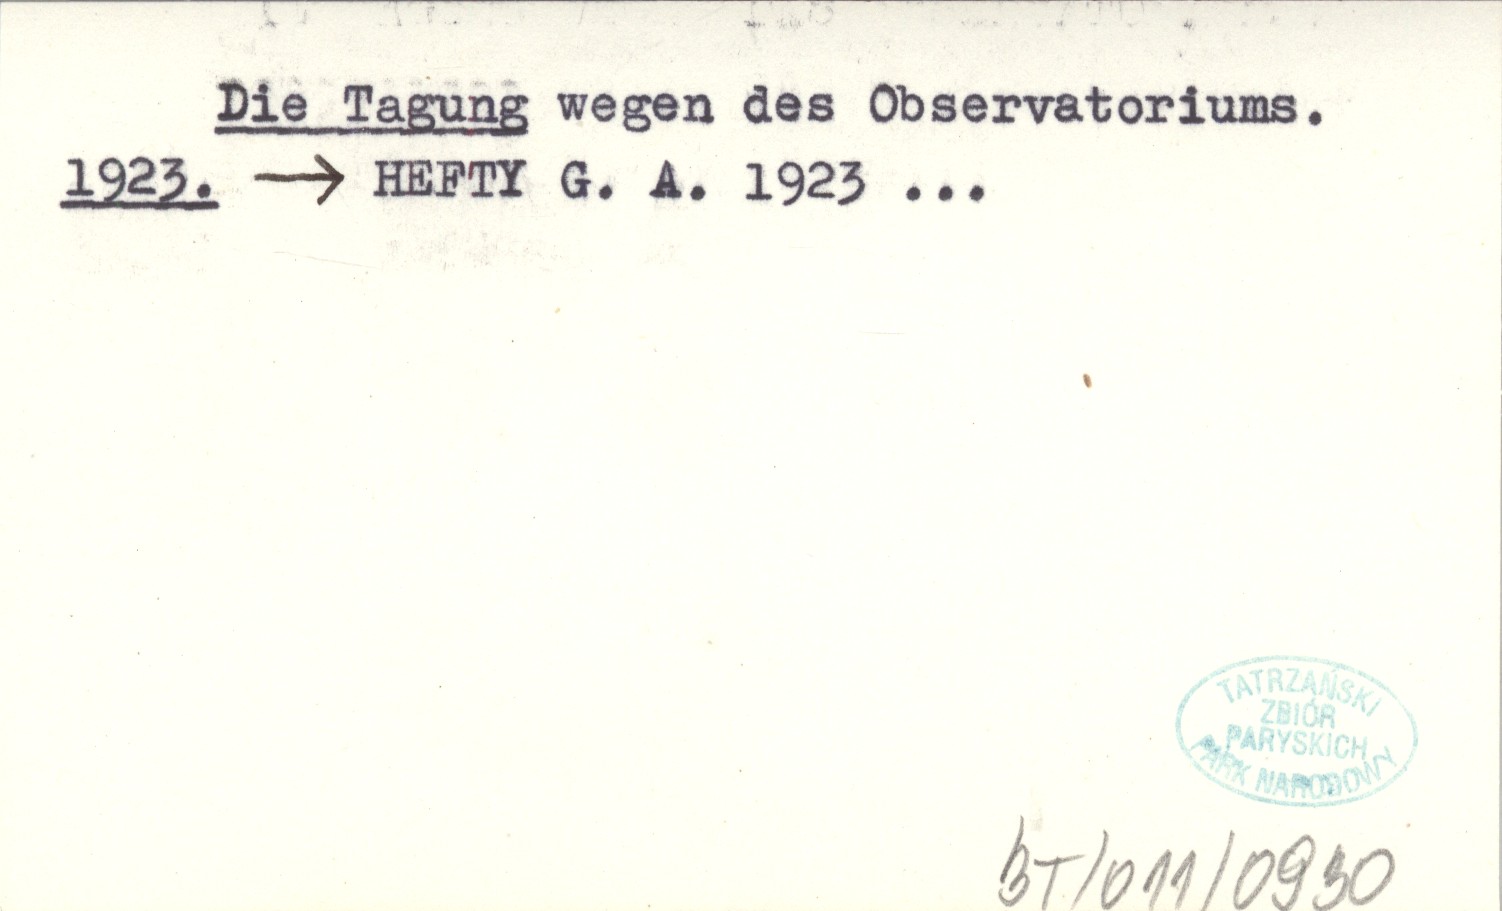 Die Tagung wegen des Observatoriums.
1923. → HEFTY G. A. 1923 ...
TATRZAŃSKI
ZBIÓR
PARYSKICH
PARK NARODOWY
BT/011/0930